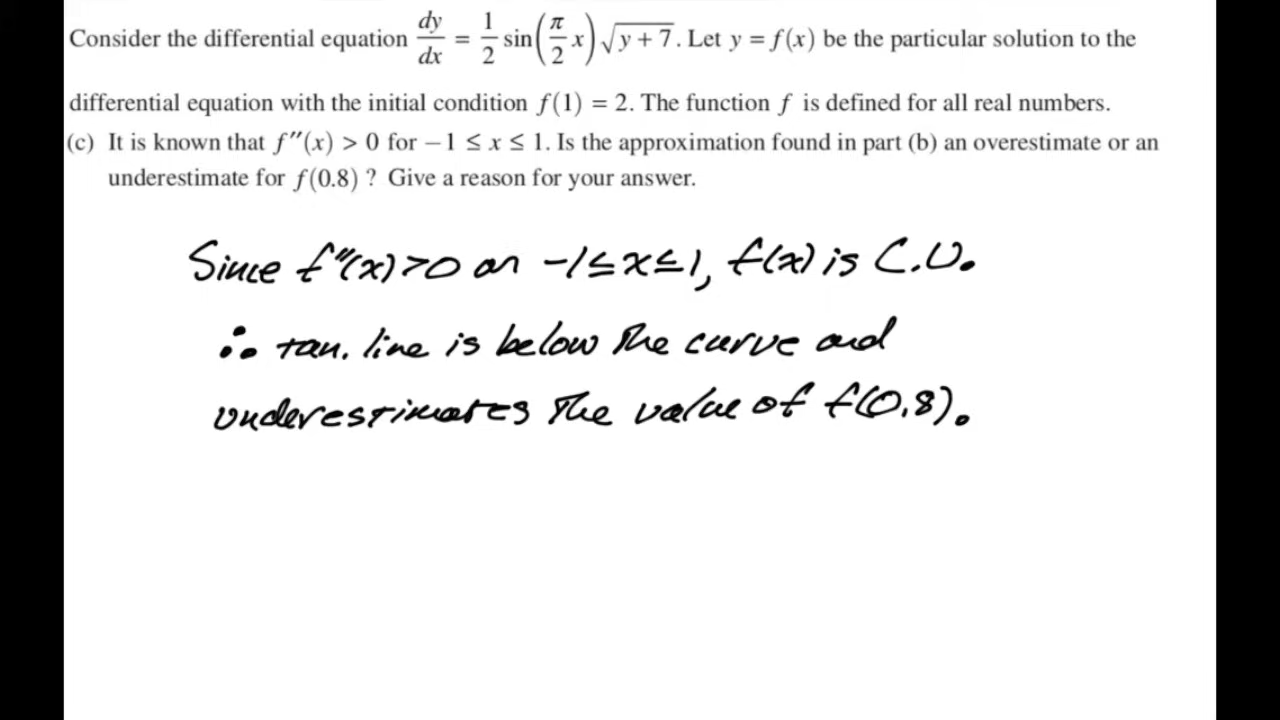 Consider the differential equation dy/dx = 1/2 sin(π/2 x) √(y + 7). Let y = f(x) be the particular solution to the
differential equation with the initial condition f(1) = 2. The function f is defined for all real numbers.
(c) It is known that f″(x) > 0 for −1 ≤ x ≤ 1. Is the approximation found in part (b) an overestimate or an
underestimate for f(0.8) ? Give a reason for your answer.
Since f″(x)>0 on −1≤x≤1, f(x) is C.U.
∴ tan. line is below the curve and
underestimates the value of f(0.8).